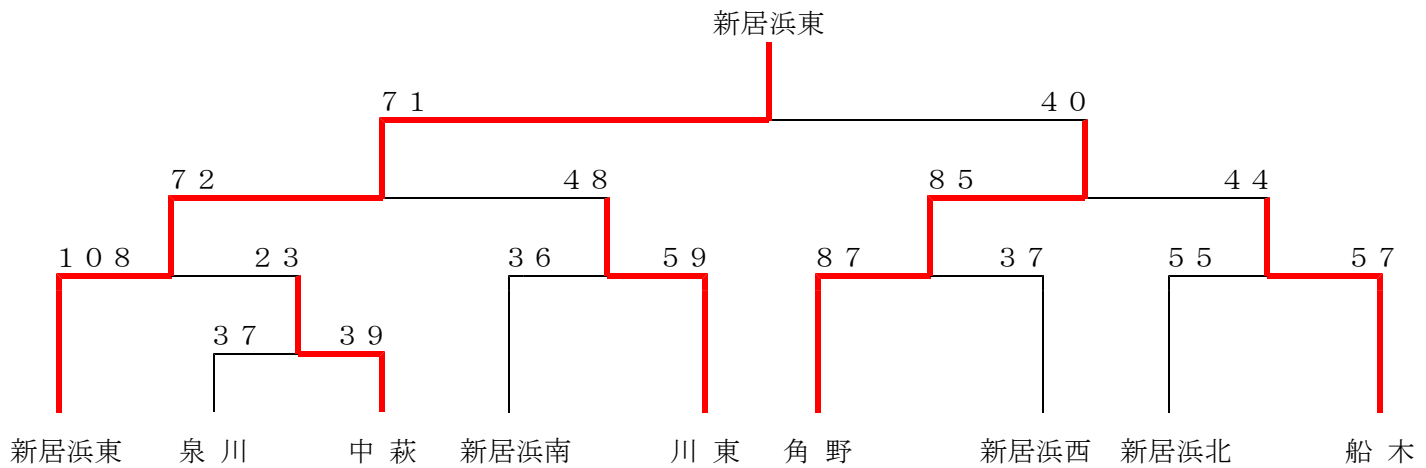 新居浜東
７１ ４０
７２ ４８ ８５ ４４
１０８ ２３ ３６ ５９ ８７ ３７ ５５ ５７
３７ ３９
新居浜東 泉 川 中 萩 新居浜南 川 東 角 野 新居浜西 新居浜北 船 木